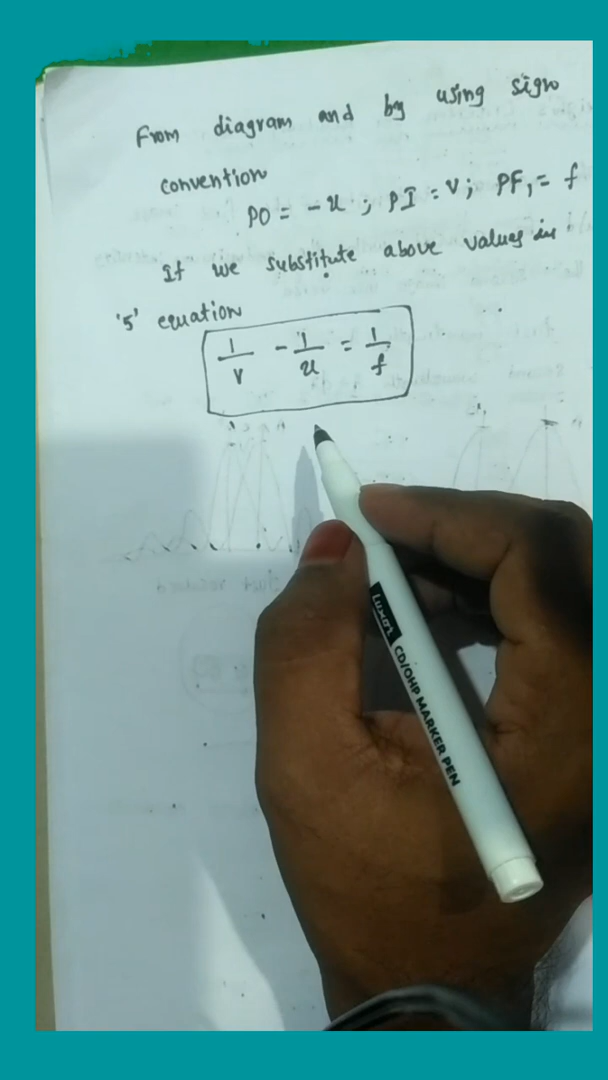 From diagram and by using sign
convention
PO = -u ; PI = v ; PF₁ = f
If we substitute above values in
'5' equation
1/v - 1/u = 1/f
Luxor CD/OHP MARKER PEN